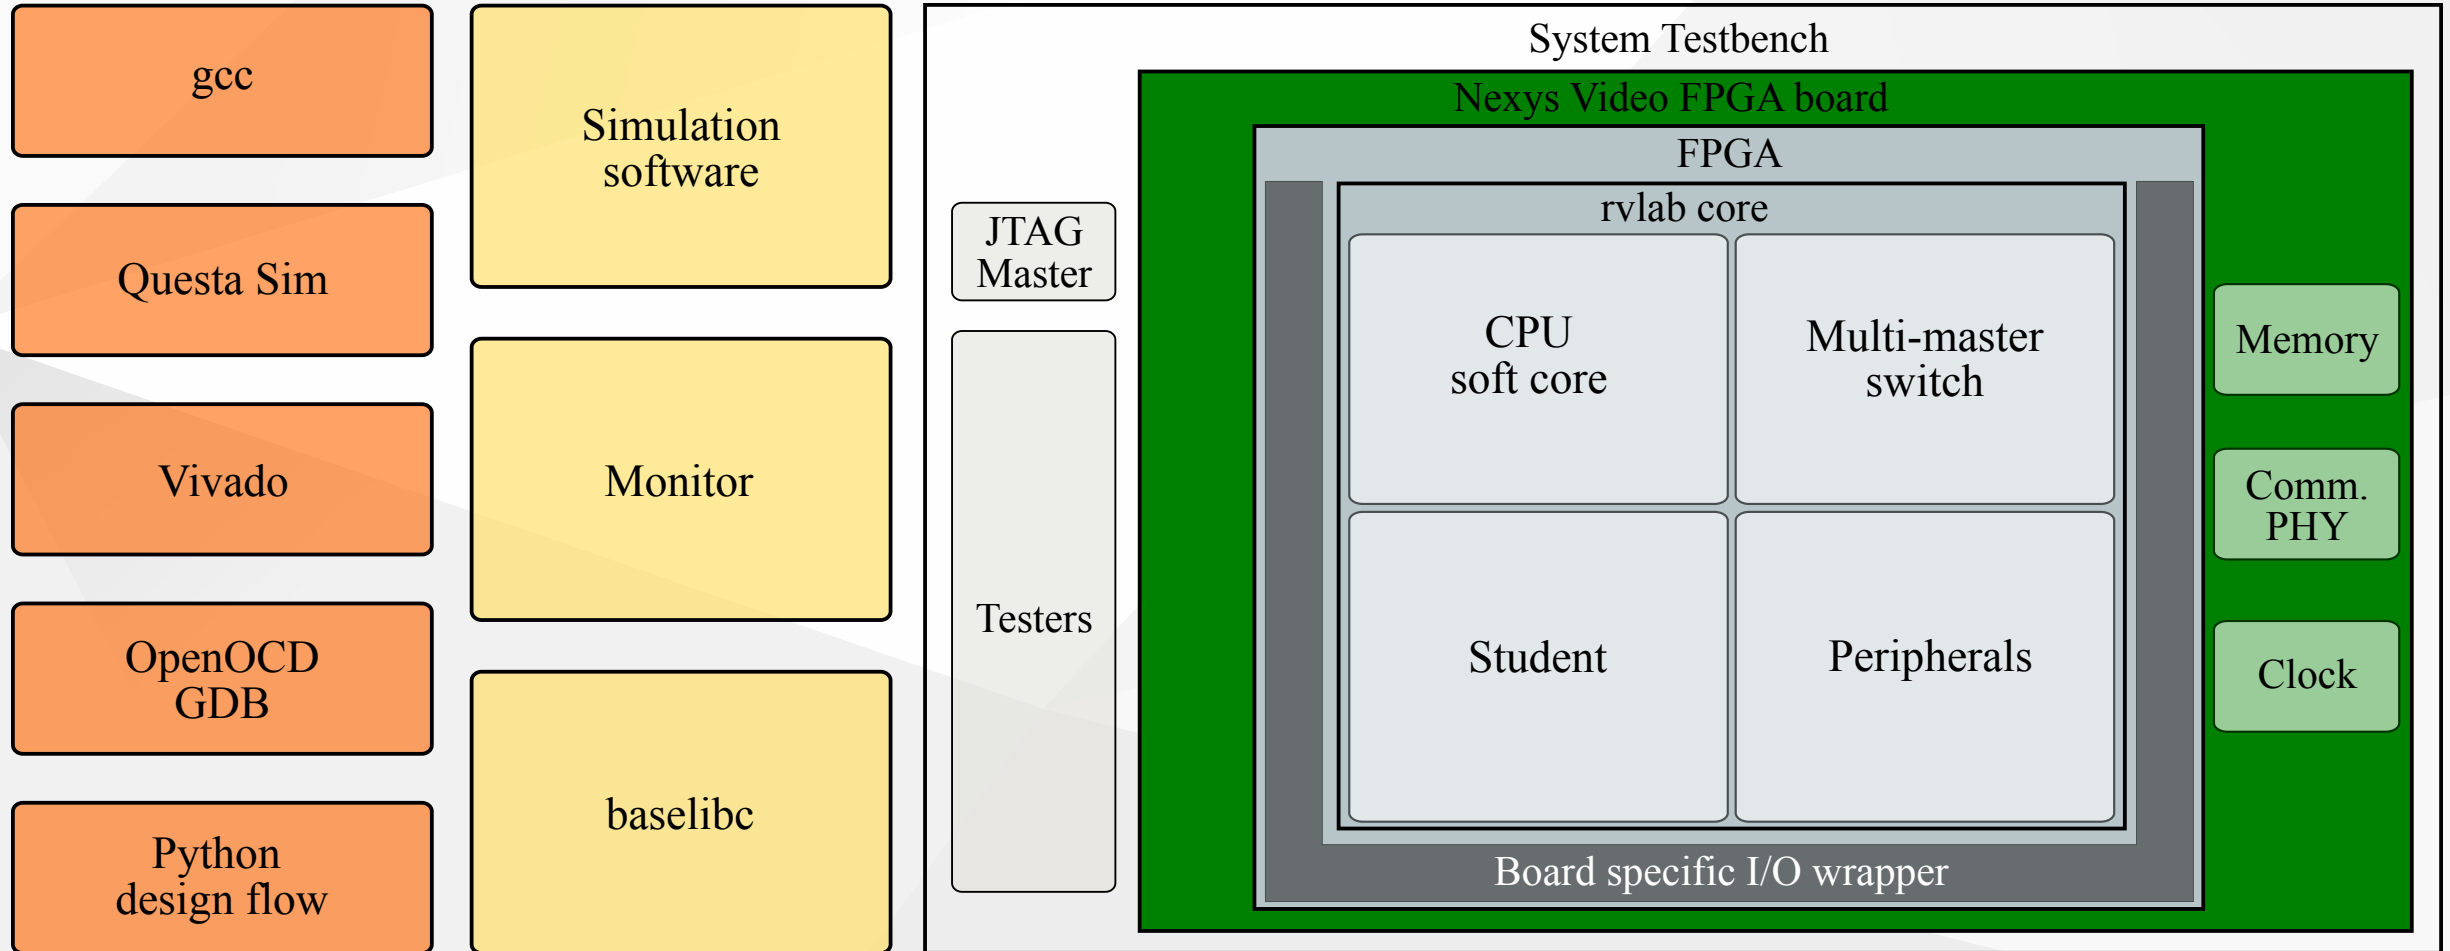 gcc
Questa Sim
Vivado
OpenOCD
GDB
Python
design flow
Simulation
software
Monitor
baselibc
System Testbench
JTAG
Master
Testers
Nexys Video FPGA board
FPGA
rvlab core
CPU
soft core
Multi-master
switch
Student
Peripherals
Board specific I/O wrapper
Memory
Comm.
PHY
Clock